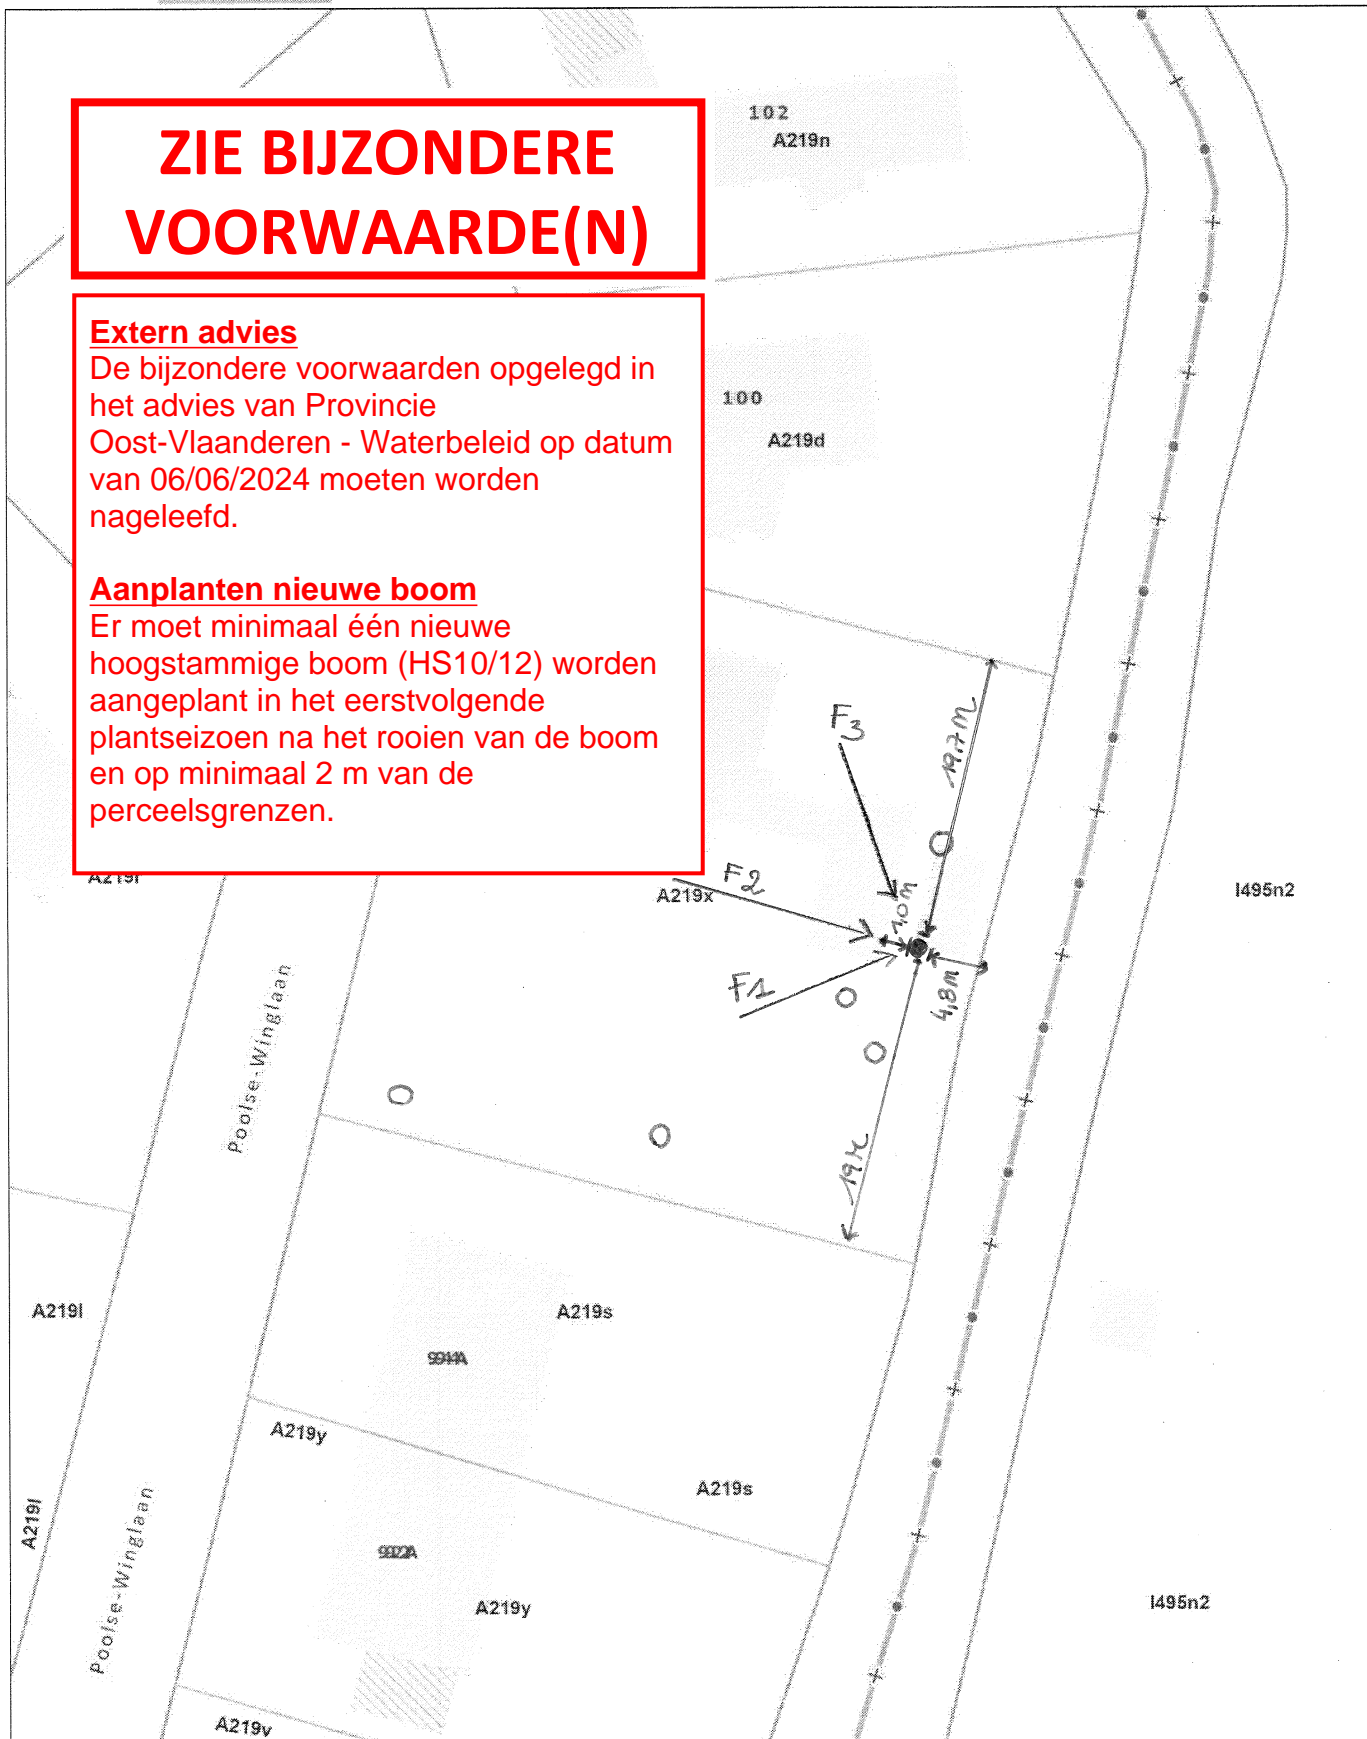 ZIE BIJZONDERE
VOORWAARDE(N)
Extern advies
De bijzondere voorwaarden opgelegd in
het advies van Provincie
Oost-Vlaanderen - Waterbeleid op datum
van 06/06/2024 moeten worden
nageleefd.
Aanplanten nieuwe boom
Er moet minimaal één nieuwe
hoogstammige boom (HS10/12) worden
aangeplant in het eerstvolgende
plantseizoen na het rooien van de boom
en op minimaal 2 m van de
perceelsgrenzen.
102
A219n
100
A219d
F3
19.7m
F2
A219x
1,0m
I495n2
F1
4,8m
Poolse-Winglaan
19m
A219l
A219s
A219y
A219s
A219l
Poolse-Winglaan
A219y
I495n2
A219v